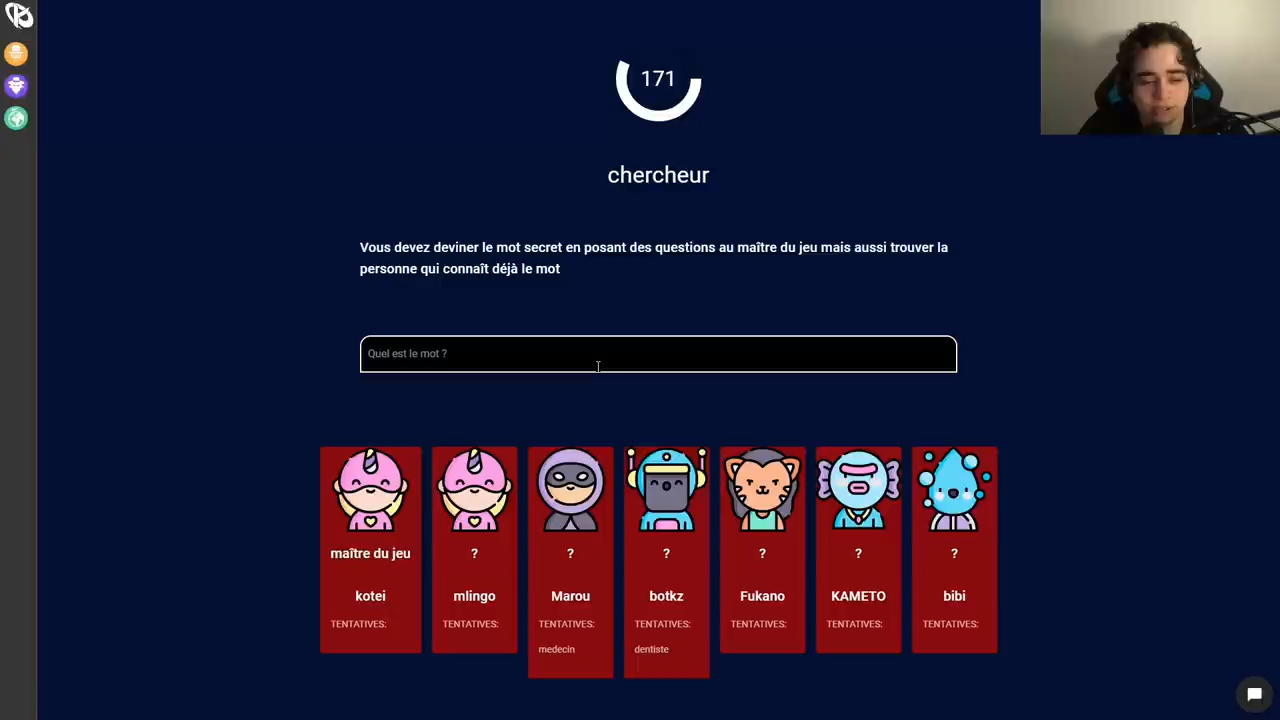 171
chercheur
Vous devez deviner le mot secret en posant des questions au maître du jeu mais aussi trouver la
personne qui connaît déjà le mot
Quel est le mot ?
maître du jeu ? ? ? ? ? ?
kotei mlingo Marou botkz Fukano KAMETO bibi
TENTATIVES: TENTATIVES: TENTATIVES: TENTATIVES: TENTATIVES: TENTATIVES: TENTATIVES:
medecin dentiste